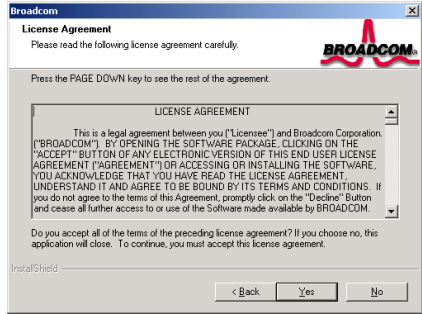 Broadcom
License Agreement
Please read the following license agreement carefully.
BROADCOM
Press the PAGE DOWN key to see the rest of the agreement.
LICENSE AGREEMENT
This is a legal agreement between you ("Licensee") and Broadcom Corporation.
("BROADCOM"). BY OPENING THE SOFTWARE PACKAGE, CLICKING ON THE
"ACCEPT" BUTTON OF ANY ELECTRONIC VERSION OF THIS END USER LICENSE
AGREEMENT ("AGREEMENT") OR ACCESSING OR INSTALLING THE SOFTWARE,
YOU ACKNOWLEDGE THAT YOU HAVE READ THE LICENSE AGREEMENT,
UNDERSTAND IT AND AGREE TO BE BOUND BY ITS TERMS AND CONDITIONS. If
you do not agree to the terms of this Agreement, promptly click on the "Decline" Button
and cease all further access to or use of the Software made available by BROADCOM.
Do you accept all of the terms of the preceding license agreement? If you choose no, this
application will close. To continue, you must accept this license agreement.
InstallShield
< Back Yes No